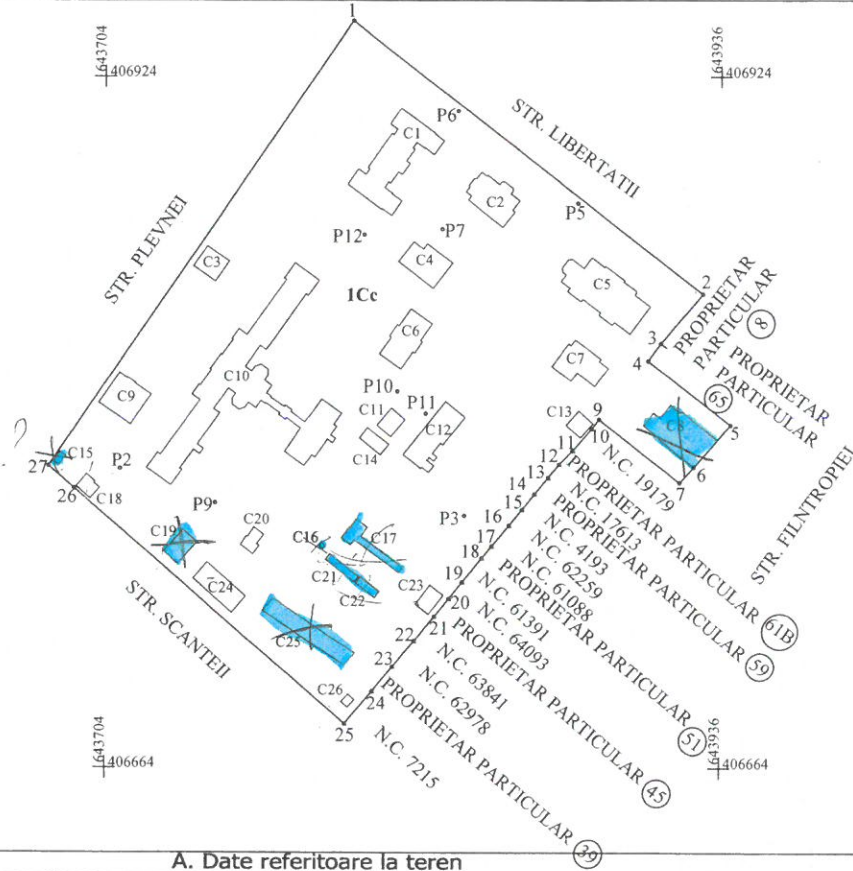 1
643704
406924
643936
406924
STR. LIBERTATII
P6
C1
C2
P5
P12
P7
C3
C4
STR. PLEVNEI
1Cc
C5
2
3
4
PROPRIETAR
PARTICULAR
8
PROPRIETAR
PARTICULAR
65
C6
C7
C10
C9
P10
P11
C11
C12
C13
C14
9
10
C8
5
6
7
STR. FILNTROPIEI
?
27
C15
P2
26
C18
11
12
13
14
15
16
17
18
19
20
21
22
23
24
25
P3
P9
C19
C20
C16
C17
C21
C22
C24
C23
C25
C26
STR. SCANTEII
N.C. 19179
PROPRIETAR PARTICULAR
61B
N.C. 17613
PROPRIETAR PARTICULAR
59
N.C. 4193
N.C. 62259
N.C. 61088
PROPRIETAR PARTICULAR
51
N.C. 61391
N.C. 64093
PROPRIETAR PARTICULAR
45
N.C. 63841
N.C. 62978
PROPRIETAR PARTICULAR
39
N.C. 7215
643704
406664
643936
406664
A. Date referitoare la teren